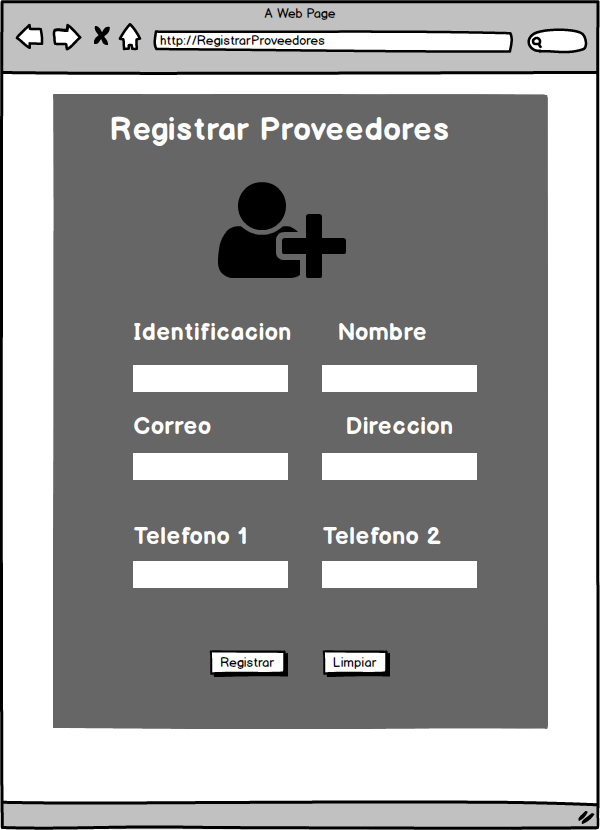 A Web Page
http://RegistrarProveedores
Registrar Proveedores
Identificacion Nombre
Correo Direccion
Telefono 1 Telefono 2
Registrar Limpiar